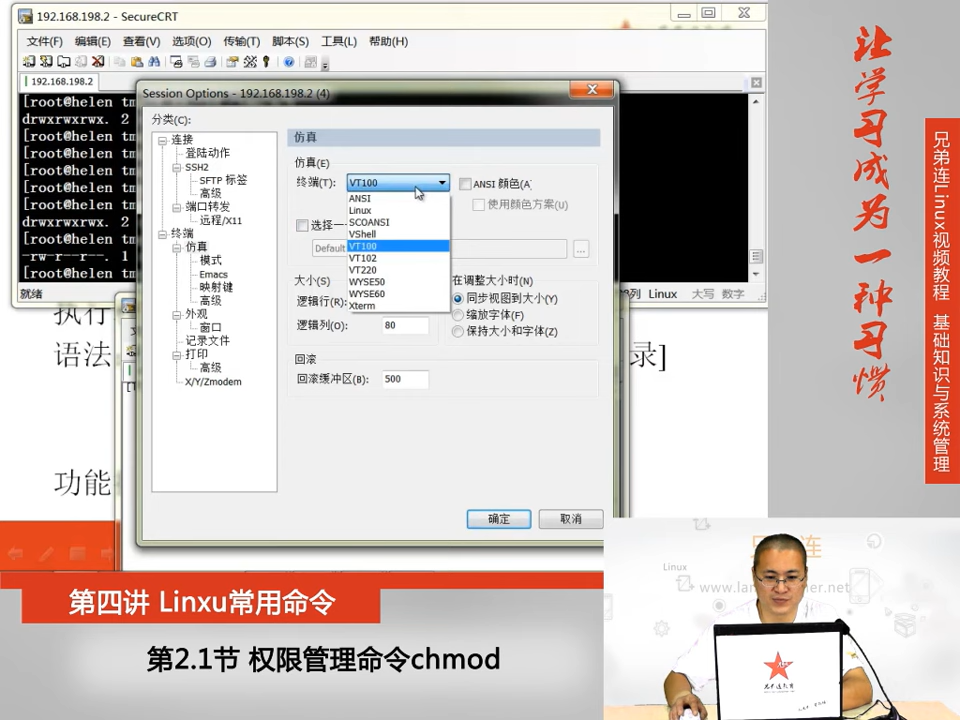 192.168.198.2 - SecureCRT
文件(F) 编辑(E) 查看(V) 选项(O) 传输(T) 脚本(S) 工具(L) 帮助(H)
192.168.198.2
[root@helen tm
drwxrwxrwx. 2
[root@helen tm
[root@helen tm
[root@helen tm
[root@helen tm
[root@helen tm
drwxrwxrwx. 2
[root@helen tm
-rw-r--r--. 1
[root@helen tm
就绪
列 Linux 大写 数字
Session Options - 192.168.198.2 (4)
分类(C):
连接
登陆动作
SSH2
SFTP 标签
高级
端口转发
远程/X11
终端
仿真
模式
Emacs
映射键
高级
外观
窗口
记录文件
打印
高级
X/Y/Zmodem
仿真
仿真(E)
终端(T): VT100
ANSI 颜色(A)
使用颜色方案(U)
ANSI
Linux
SCOANSI
VShell
VT100
VT102
VT220
WYSE50
WYSE60
Xterm
选择一
Default
...
大小(S)
逻辑行(R):
逻辑列(O): 80
在调整大小时(N)
同步视图到大小(Y)
缩放字体(F)
保持大小和字体(Z)
回滚
回滚缓冲区(B): 500
确定 取消
执行
语法
录]
功能
让学习成为一种习惯
兄弟连Linux视频教程 基础知识与系统管理
第四讲 Linxu常用命令
第2.1节 权限管理命令chmod
Linux